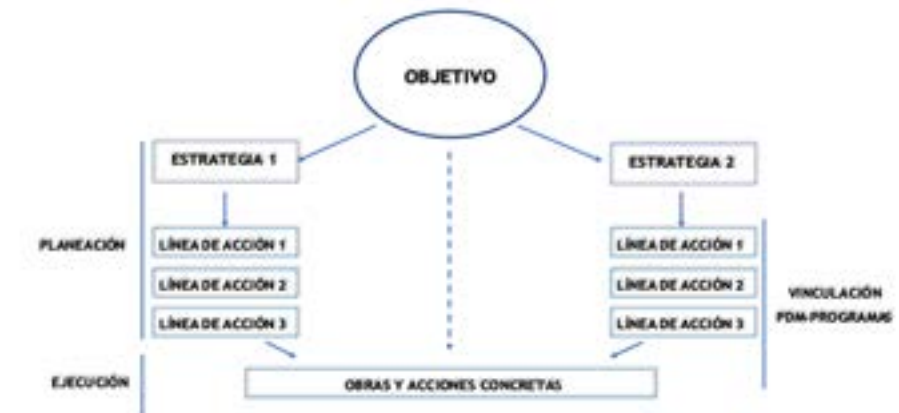 OBJETIVO
ESTRATEGIA 1
ESTRATEGIA 2
PLANEACIÓN
LÍNEA DE ACCIÓN 1
LÍNEA DE ACCIÓN 2
LÍNEA DE ACCIÓN 3
LÍNEA DE ACCIÓN 1
LÍNEA DE ACCIÓN 2
LÍNEA DE ACCIÓN 3
VINCULACIÓN
PDM-PROGRAMAS
EJECUCIÓN
OBRAS Y ACCIONES CONCRETAS